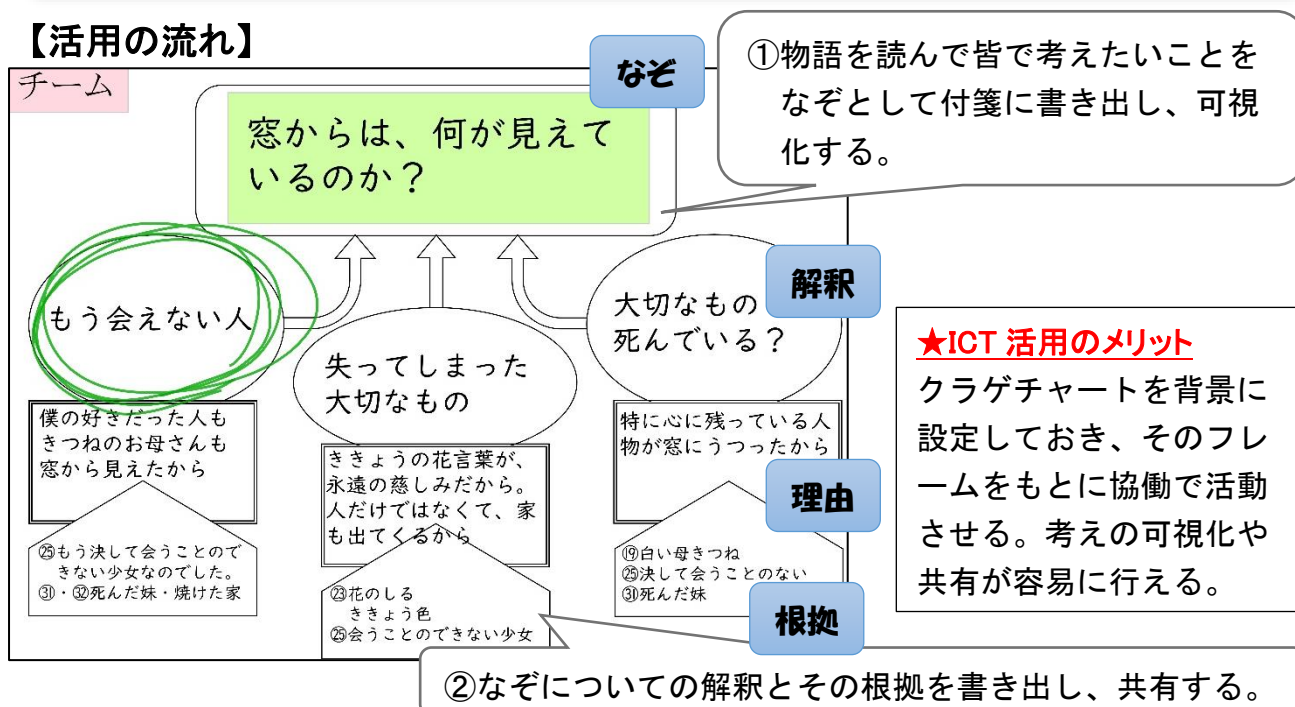 【活用の流れ】
チーム
なぞ
窓からは、何が見えて
いるのか？
①物語を読んで皆で考えたいことを
なぞとして付箋に書き出し、可視
化する。
解釈
もう会えない人
失ってしまった
大切なもの
大切なもの
死んでいる？
理由
僕の好きだった人も
きつねのお母さんも
窓から見えたから
ききょうの花言葉が、
永遠の慈しみだから。
人だけではなくて、家
も出てくるから
特に心に残っている人
物が窓にうつったから
根拠
㉕もう決して会うことので
きない少女なのでした。
㉛・㉜死んだ妹・焼けた家
㉓花のしる
ききょう色
㉕会うことのできない少女
⑲白い母きつね
㉕決して会うことのない
㉛死んだ妹
★ICT 活用のメリット
クラゲチャートを背景に
設定しておき、そのフレ
ームをもとに協働で活動
させる。考えの可視化や
共有が容易に行える。
②なぞについての解釈とその根拠を書き出し、共有する。